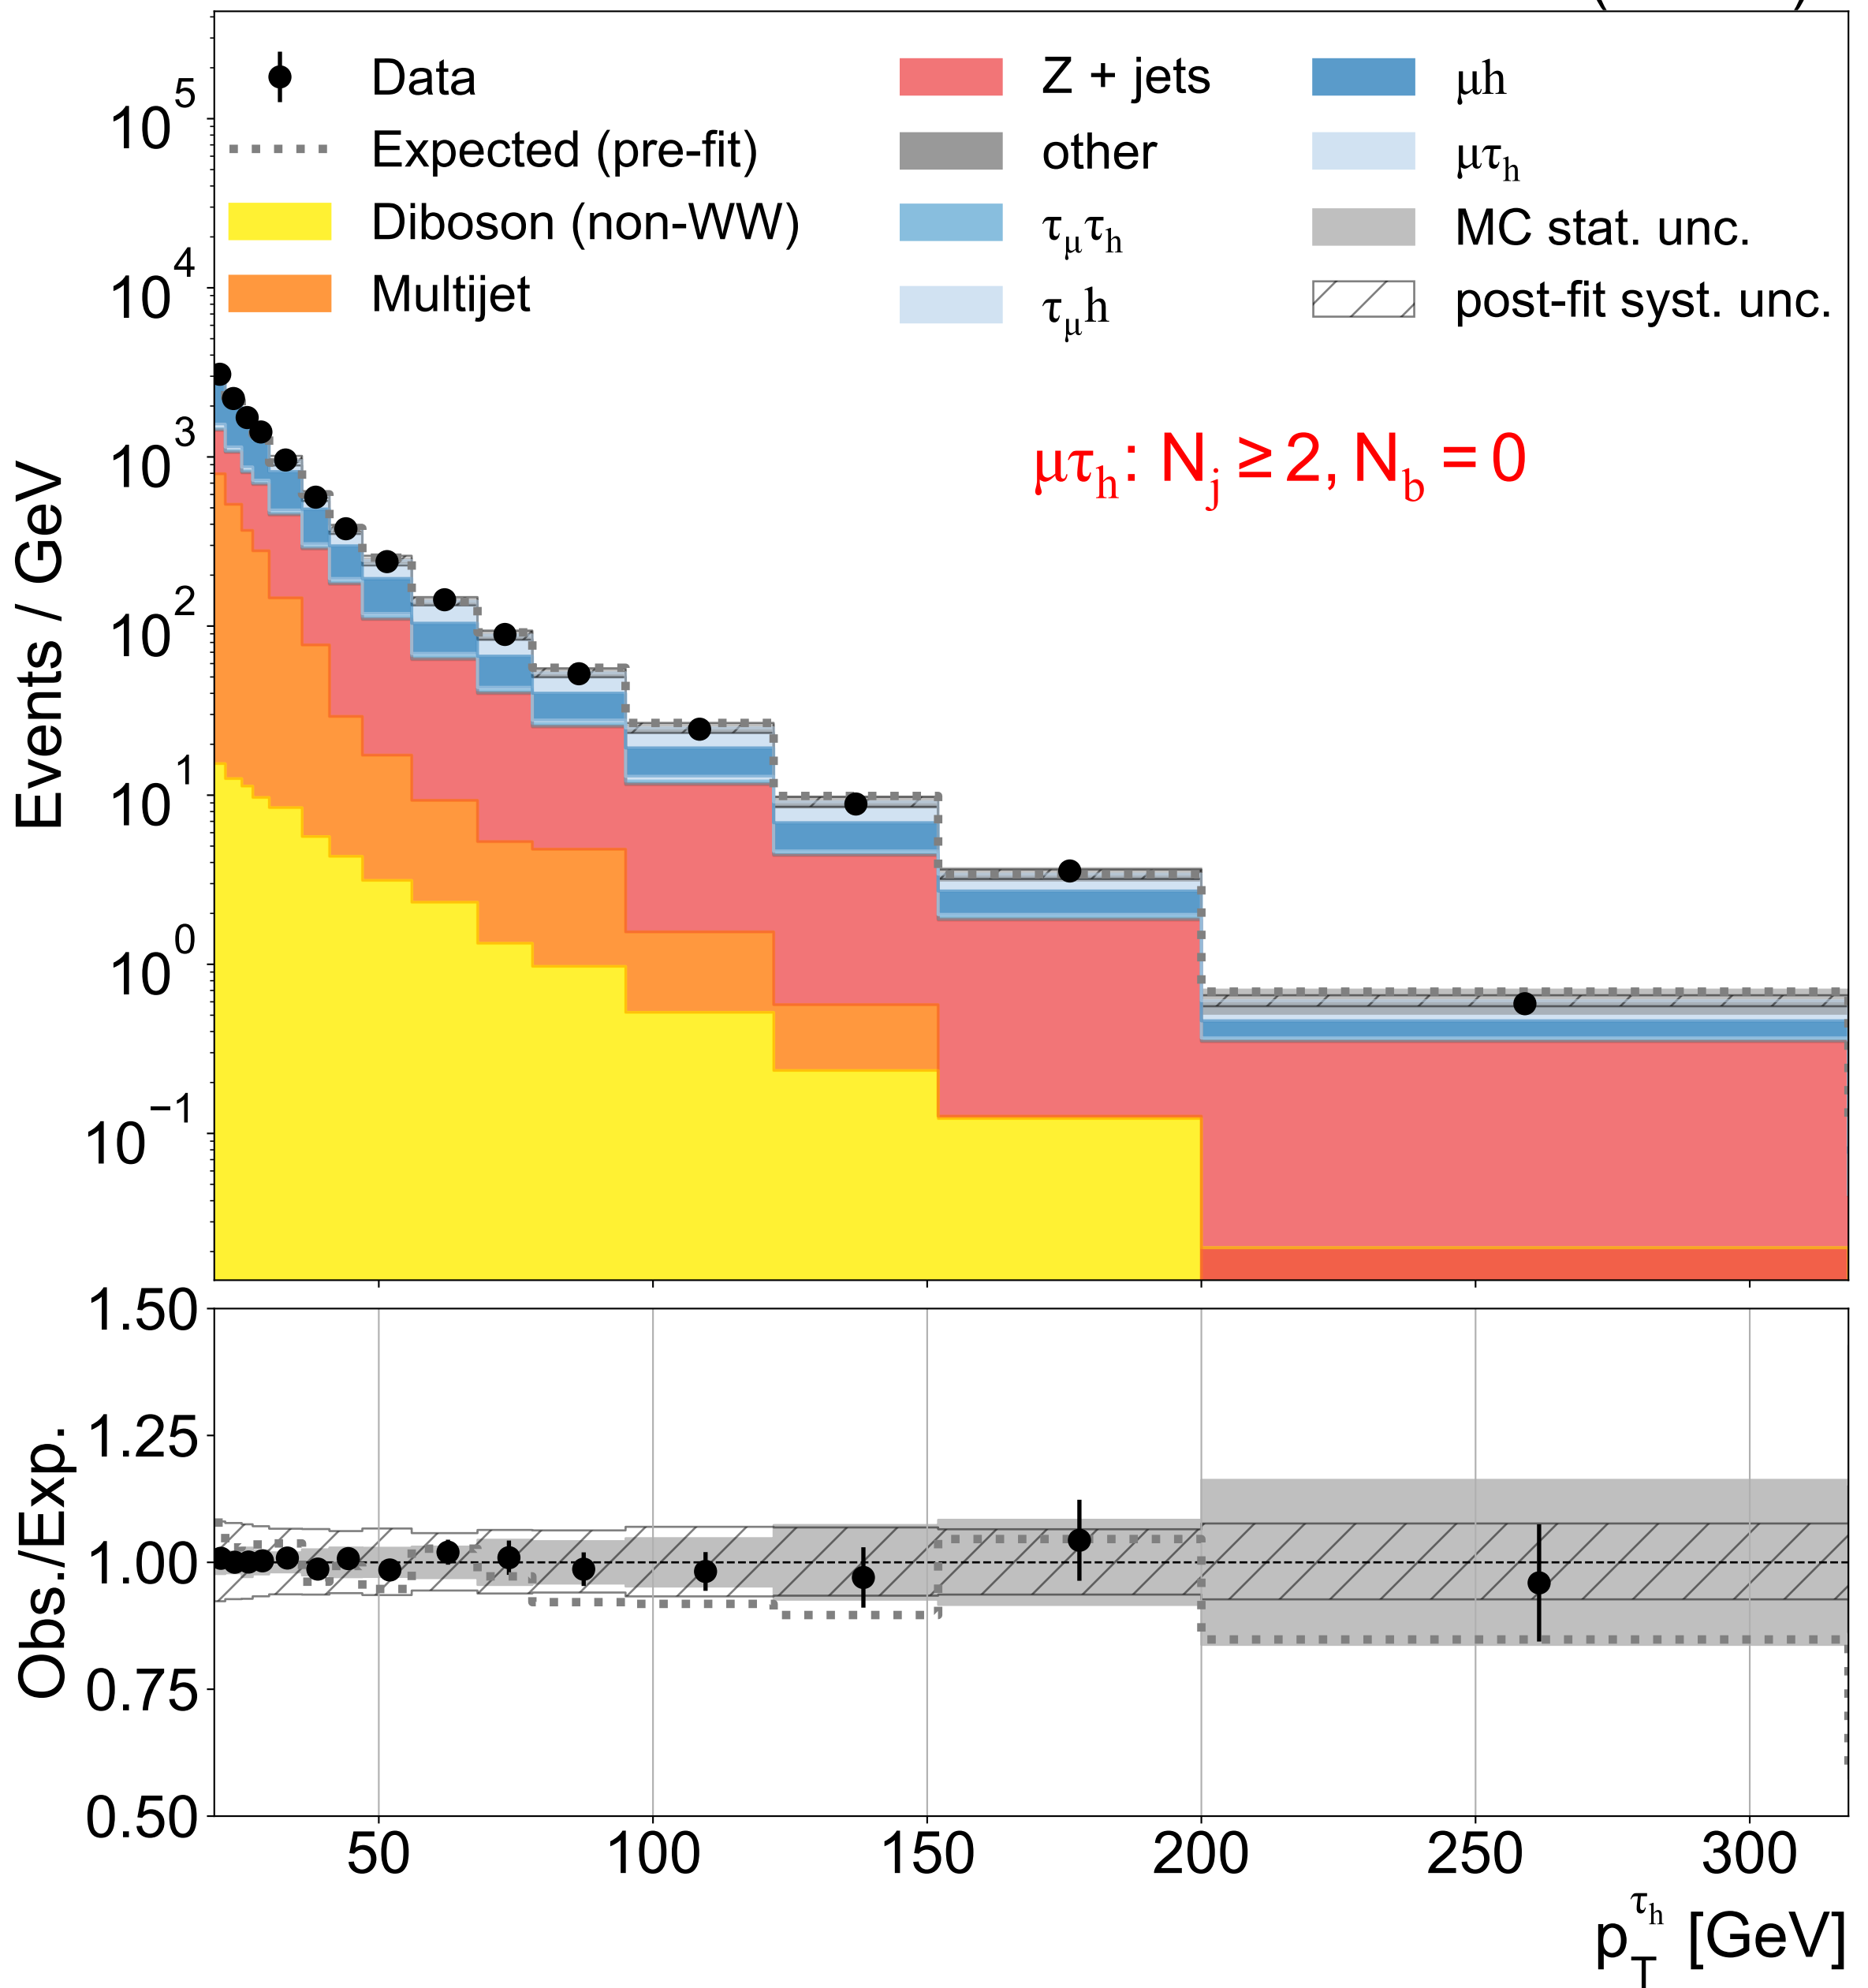 Data
Expected (pre-fit)
Diboson (non-WW)
Multijet
Z + jets
other
τμτh
τμh
μh
μτh
MC stat. unc.
post-fit syst. unc.
μτh: Nj ≥ 2, Nb = 0
Events / GeV
10^5
10^4
10^3
10^2
10^1
10^0
10^−1
Obs./Exp.
1.50
1.25
1.00
0.75
0.50
50 100 150 200 250 300
pT^τh [GeV]